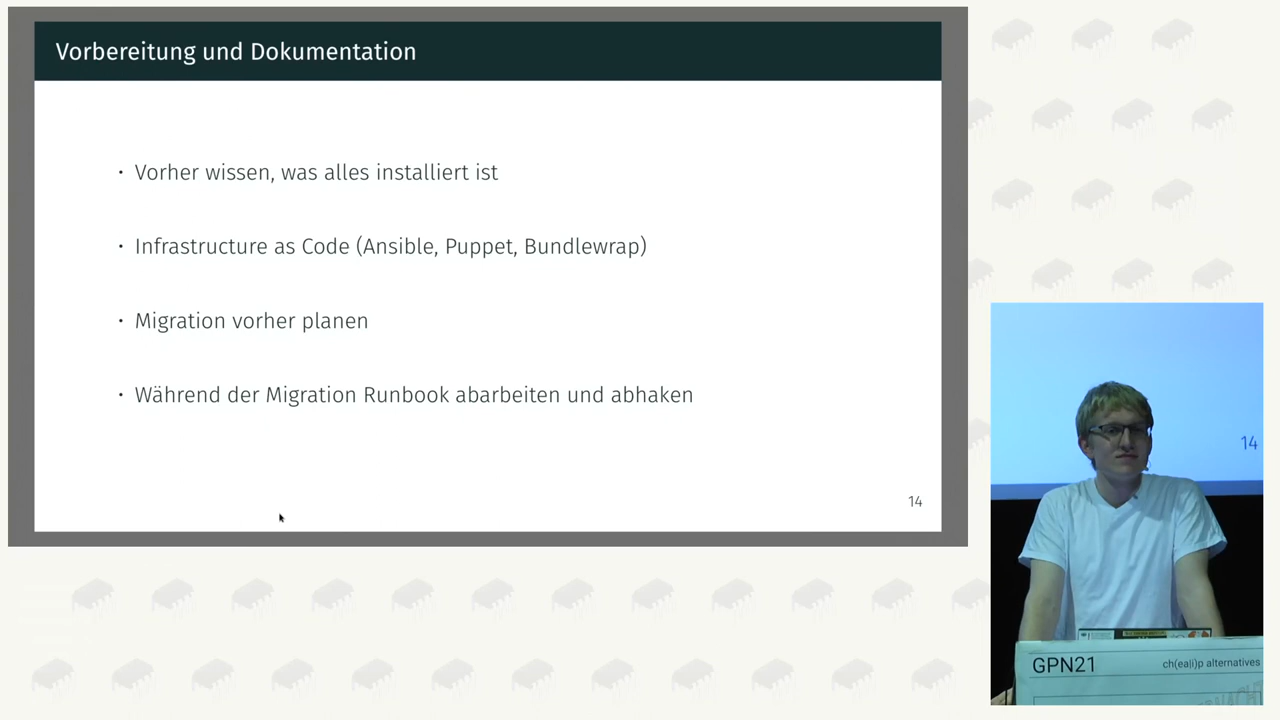 Vorbereitung und Dokumentation
• Vorher wissen, was alles installiert ist
• Infrastructure as Code (Ansible, Puppet, Bundlewrap)
• Migration vorher planen
• Während der Migration Runbook abarbeiten und abhaken
14
14
GPN21
ch(ea|i)p alternatives